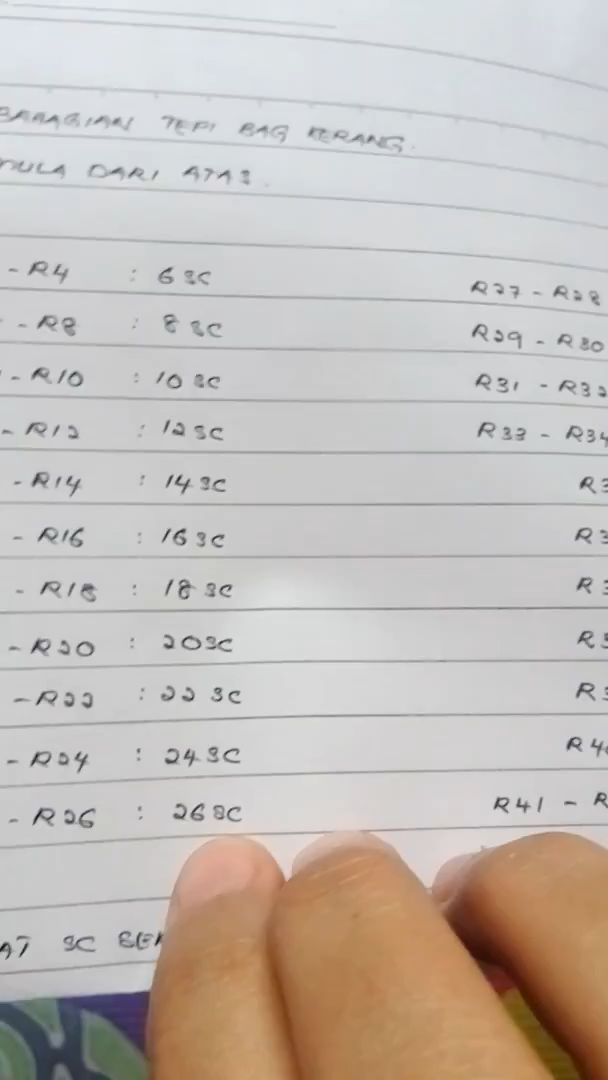 BAHAGIAN TEPI BAG KERANG.
MULA DARI ATAS.
-R4 : 6 SC
-R8 : 8 SC
-R10 : 10 SC
-R12 : 12 SC
-R14 : 14 SC
-R16 : 16 SC
-R18 : 18 SC
-R20 : 20 SC
-R22 : 22 SC
-R24 : 24 SC
-R26 : 26 SC
R27 - R28
R29 - R30
R31 - R32
R33 - R34
R41 -
SC